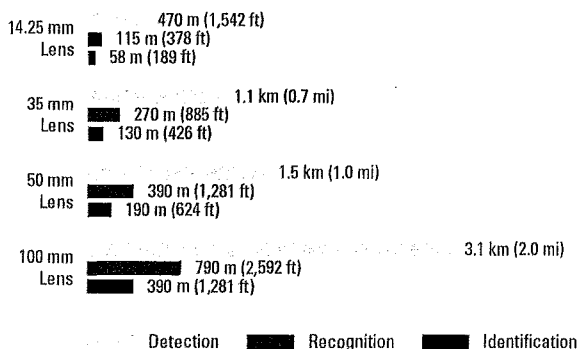 14.25 mm Lens
470 m (1,542 ft)
115 m (378 ft)
58 m (189 ft)
35 mm Lens
1.1 km (0.7 mi)
270 m (885 ft)
130 m (426 ft)
50 mm Lens
1.5 km (1.0 mi)
390 m (1,281 ft)
190 m (624 ft)
100 mm Lens
3.1 km (2.0 mi)
790 m (2,592 ft)
390 m (1,281 ft)
Detection Recognition Identification